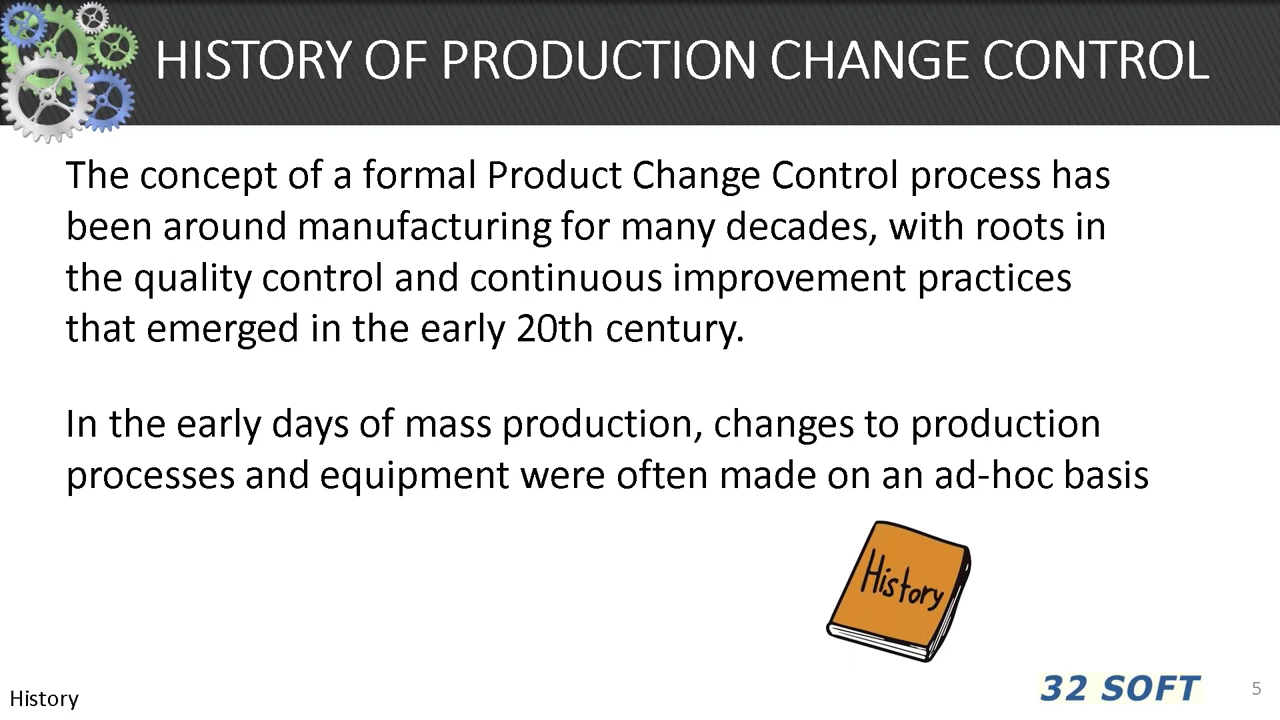 HISTORY OF PRODUCTION CHANGE CONTROL
The concept of a formal Product Change Control process has
been around manufacturing for many decades, with roots in
the quality control and continuous improvement practices
that emerged in the early 20th century.
In the early days of mass production, changes to production
processes and equipment were often made on an ad-hoc basis
History
History
32 SOFT
5